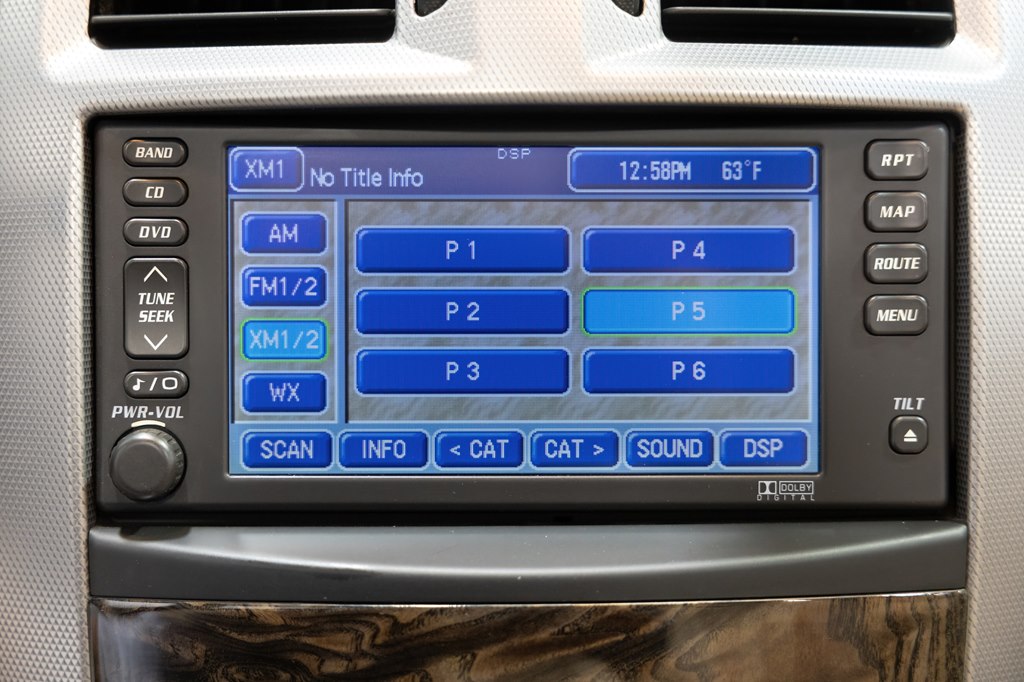 BAND
CD
DVD
TUNE
SEEK
♪/O
PWR-VOL
DSP
XM1 No Title Info 12:58PM 63°F
AM
FM1/2
XM1/2
WX
P 1 P 4
P 2 P 5
P 3 P 6
SCAN INFO < CAT CAT > SOUND DSP
DOLBY
DIGITAL
RPT
MAP
ROUTE
MENU
TILT